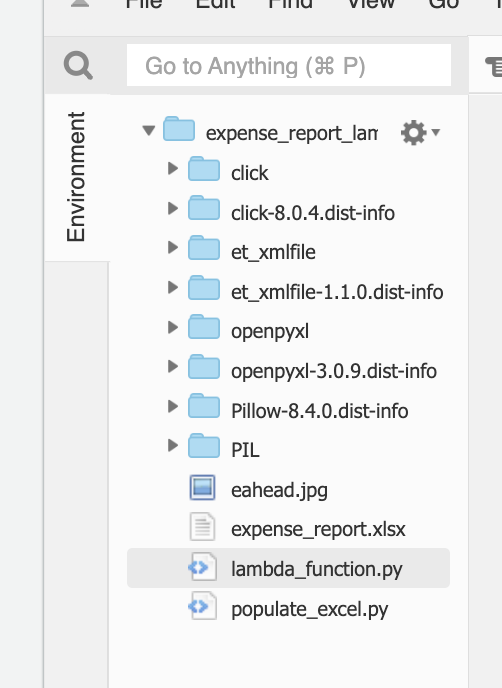 File Edit Find View Go
Go to Anything (⌘ P)
Environment
expense_report_lam
click
click-8.0.4.dist-info
et_xmlfile
et_xmlfile-1.1.0.dist-info
openpyxl
openpyxl-3.0.9.dist-info
Pillow-8.4.0.dist-info
PIL
eahead.jpg
expense_report.xlsx
lambda_function.py
populate_excel.py